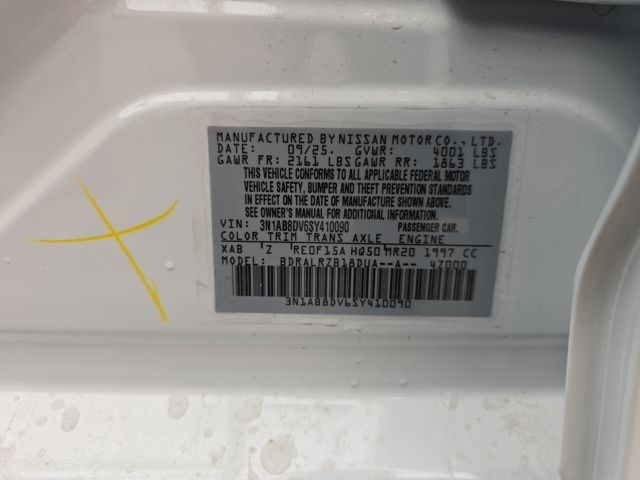 MANUFACTURED BY NISSAN MOTOR CO., LTD.
DATE: 09/25. GVWR: 4001 LBS
GAWR FR: 2161 LBS GAWR RR: 1863 LBS
THIS VEHICLE CONFORMS TO ALL APPLICABLE FEDERAL MOTOR
VEHICLE SAFETY, BUMPER AND THEFT PREVENTION STANDARDS
IN EFFECT ON THE DATE OF MANUFACTURE SHOWN ABOVE.
SEE OWNER'S MANUAL FOR ADDITIONAL INFORMATION.
VIN: 3N1AB8DV6SY410090 PASSENGER CAR.
COLOR TRIM TRANS AXLE ENGINE
XAB 'Z RE0F15A HQ50 MR20 1997 CC
MODEL: BDRALRZB18DUA--A-- 4Z000
3N1AB8DV6SY410090